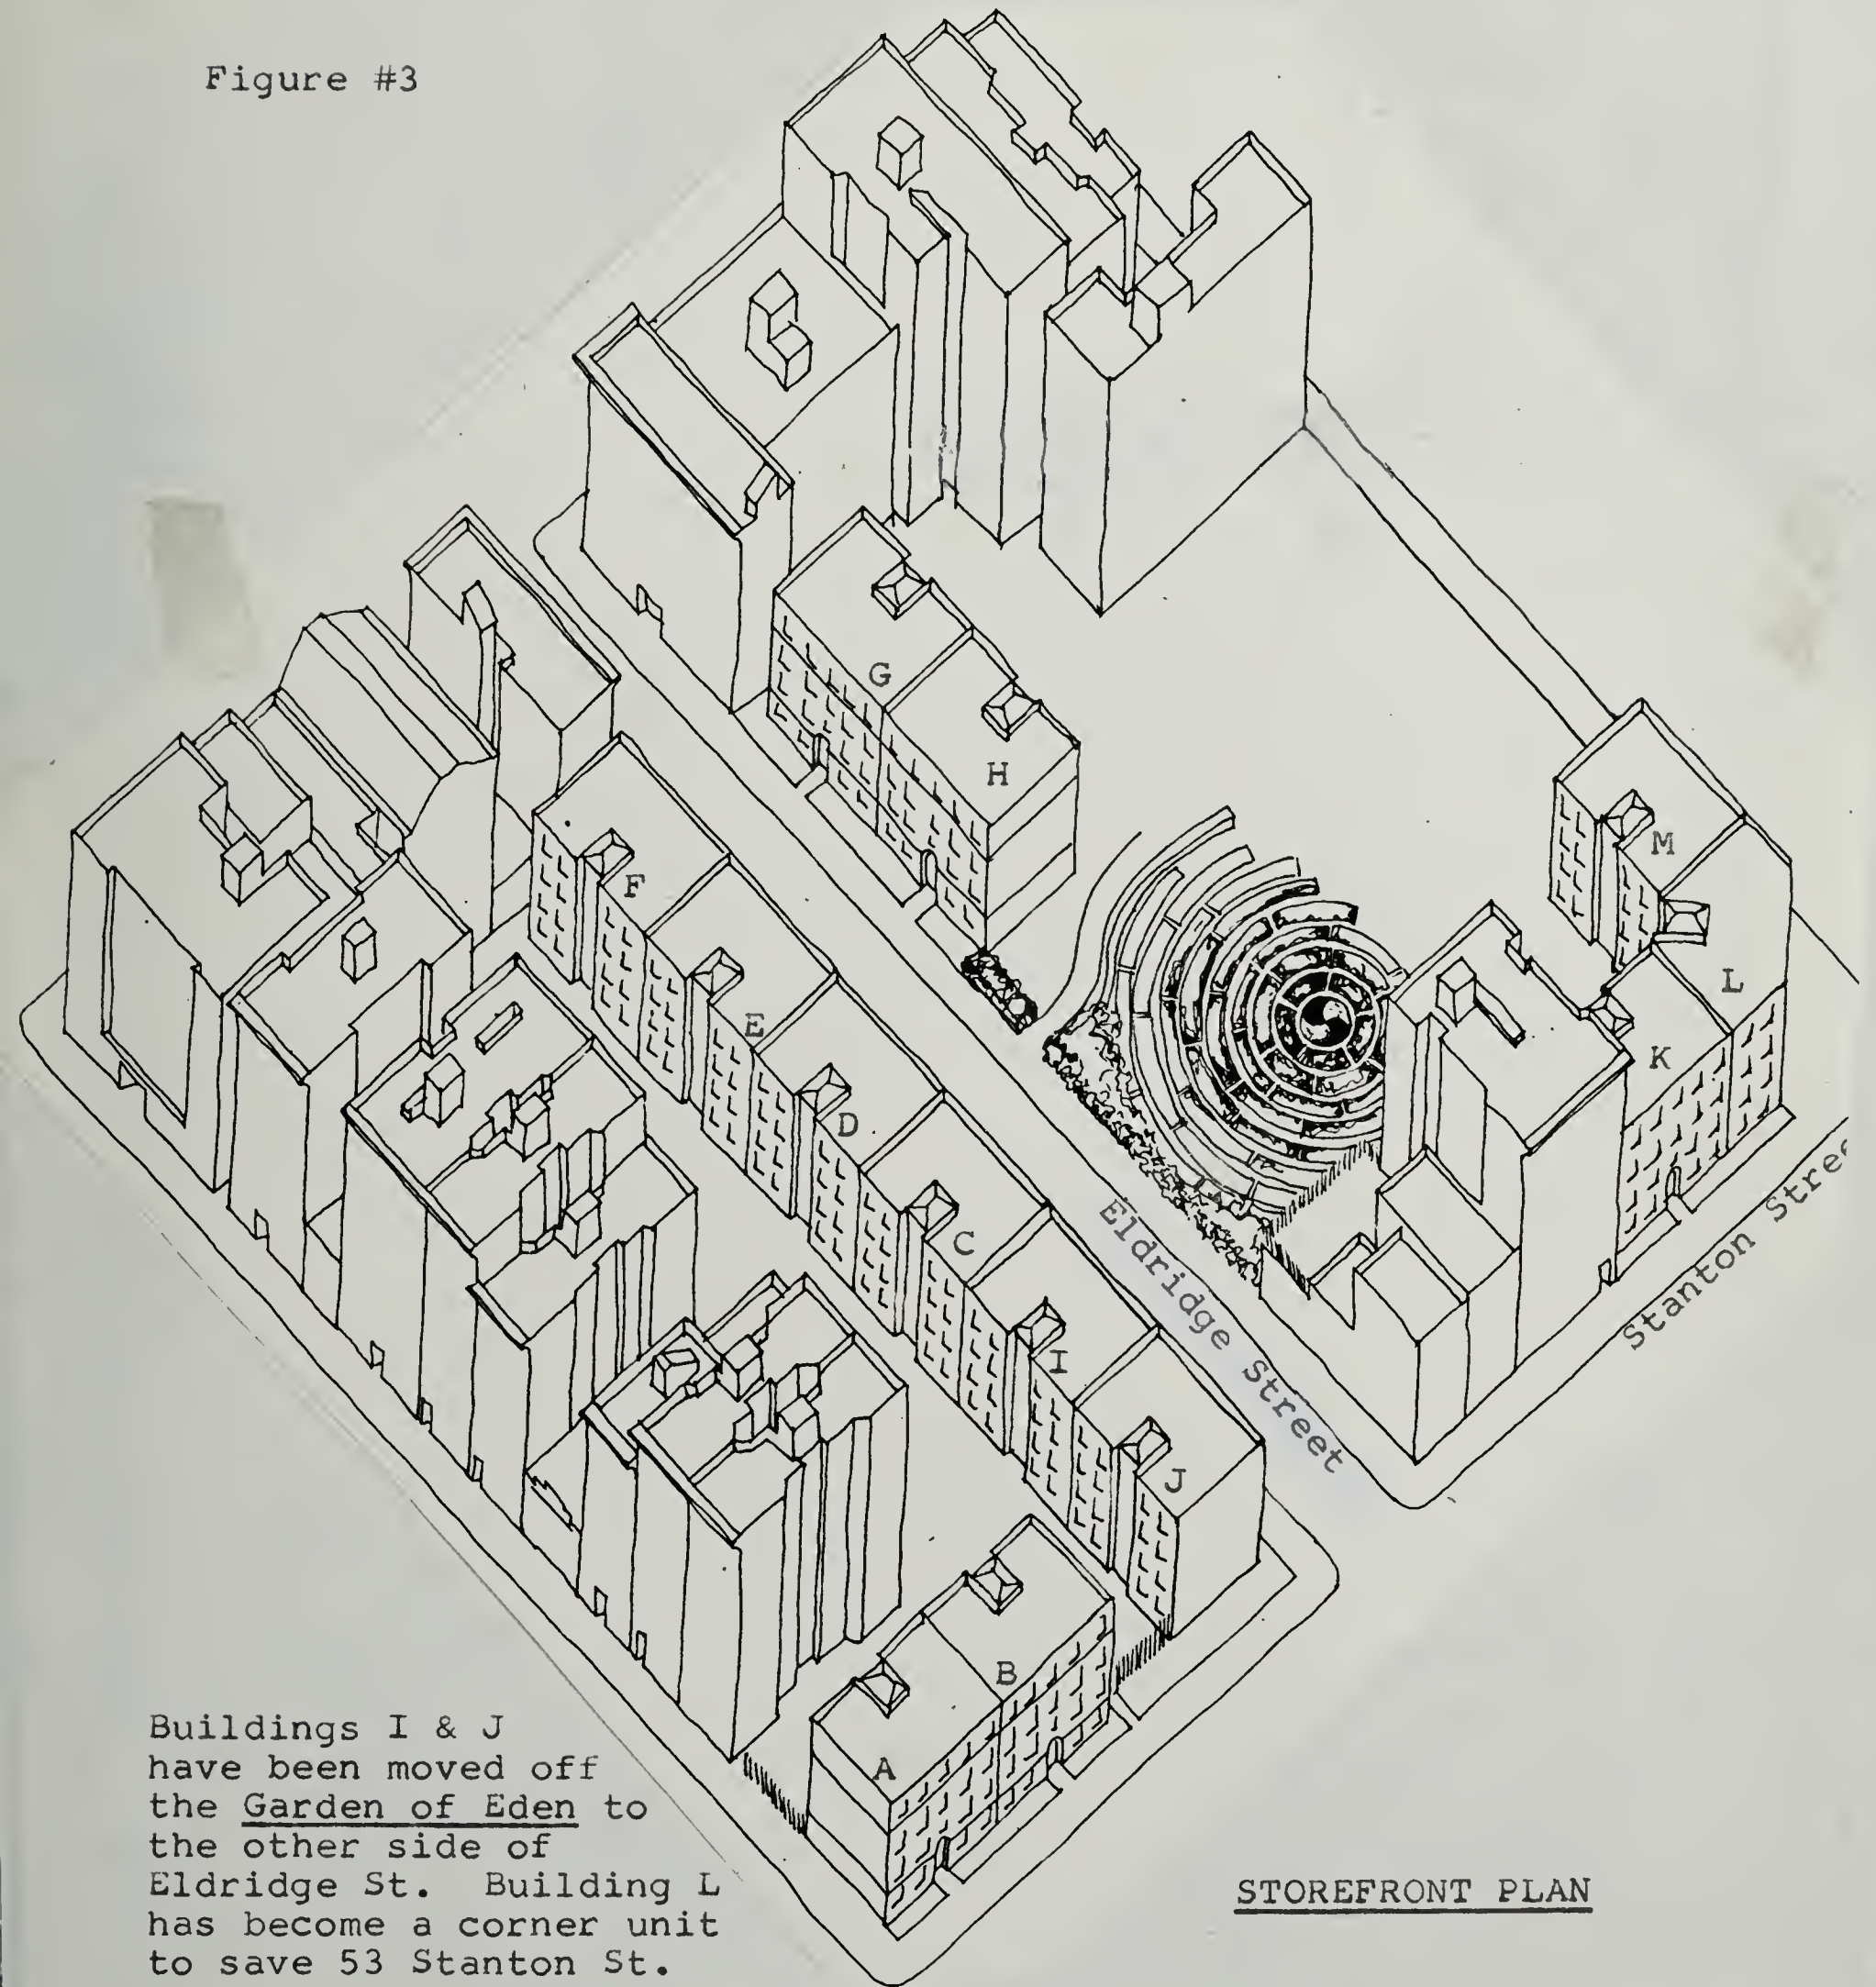 Figure #3
G
H
M
F
L
E
K
D
C
Eldridge Street
Stanton Stree
I
J
B
A
Buildings I & J
have been moved off
the Garden of Eden to
the other side of
Eldridge St. Building L
has become a corner unit
to save 53 Stanton St.
STOREFRONT PLAN